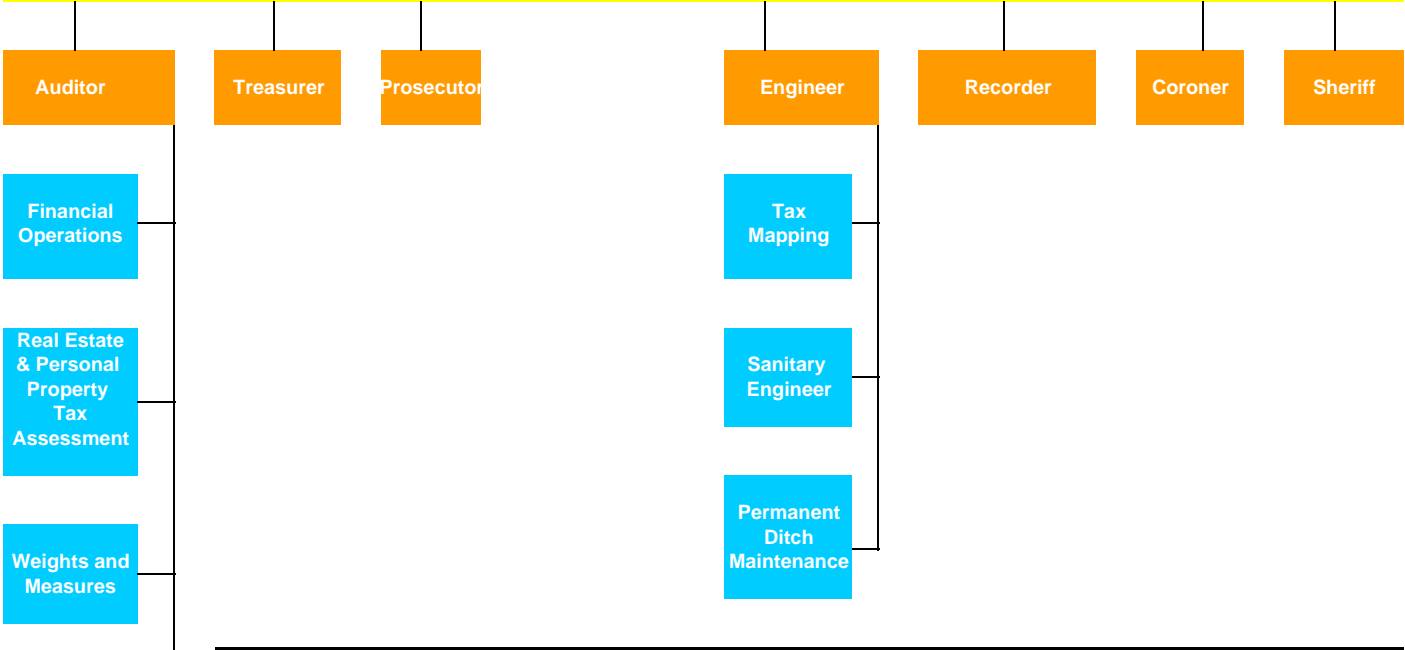 Auditor
Treasurer
Prosecutor
Engineer
Recorder
Coroner
Sheriff
Financial
Operations
Real Estate
& Personal
Property
Tax
Assessment
Weights and
Measures
Tax
Mapping
Sanitary
Engineer
Permanent
Ditch
Maintenance